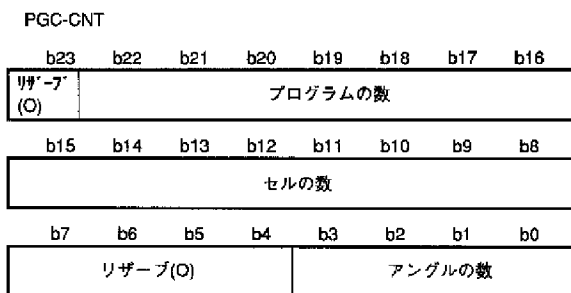 PGC-CNT
b23 b22 b21 b20 b19 b18 b17 b16
ﾘｻﾞｰﾌﾞ プログラムの数
(O)
b15 b14 b13 b12 b11 b10 b9 b8
セルの数
b7 b6 b5 b4 b3 b2 b1 b0
リザーブ(O) アングルの数